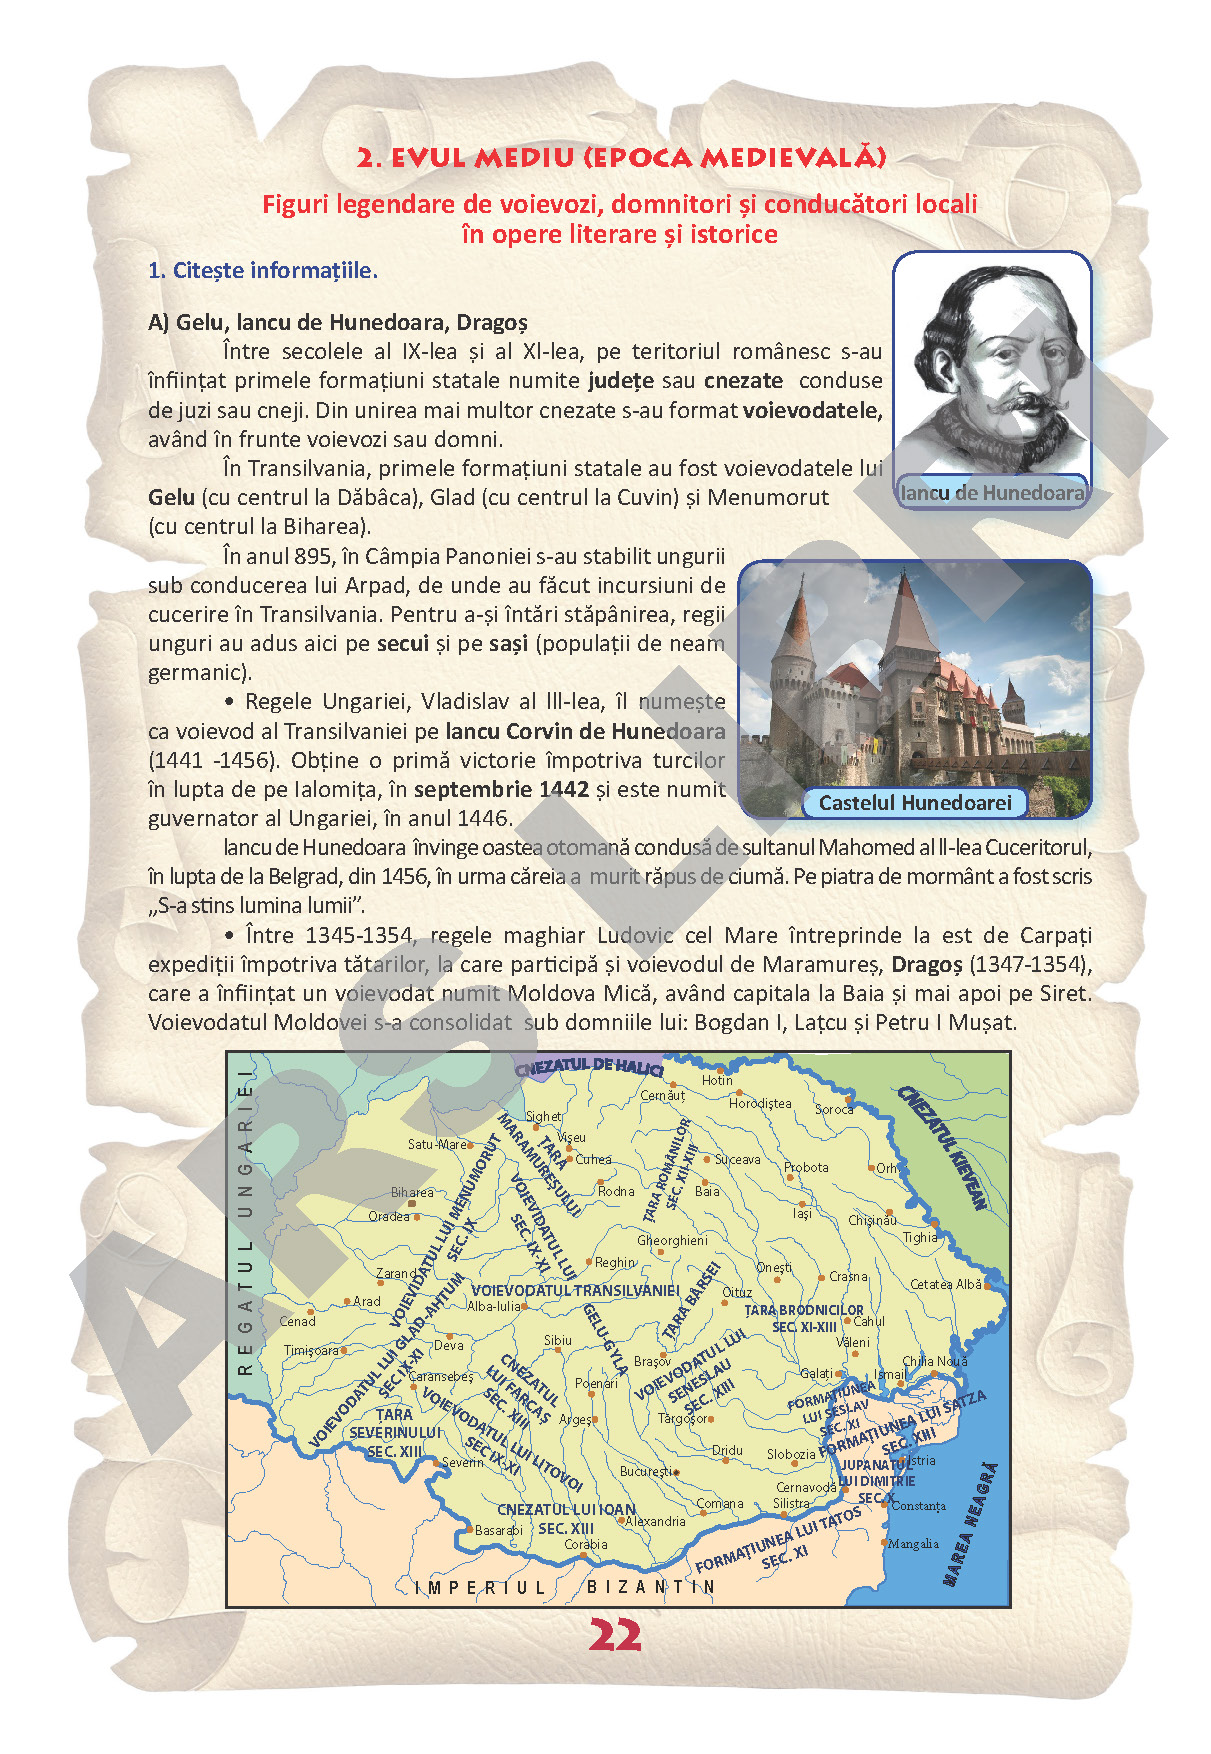 2. EVUL MEDIU (EPOCA MEDIEVALĂ)
Figuri legendare de voievozi, domnitori și conducători locali
în opere literare și istorice
1. Citește informațiile.
A) Gelu, Iancu de Hunedoara, Dragoș
Între secolele al IX-lea și al XI-lea, pe teritoriul românesc s-au
înființat primele formațiuni statale numite județe sau cnezate conduse
de juzi sau cneji. Din unirea mai multor cnezate s-au format voievodatele,
având în frunte voievozi sau domni.
În Transilvania, primele formațiuni statale au fost voievodatele lui
Gelu (cu centrul la Dăbâca), Glad (cu centrul la Cuvin) și Menumorut
(cu centrul la Biharea).
Iancu de Hunedoara
În anul 895, în Câmpia Panoniei s-au stabilit ungurii
sub conducerea lui Arpad, de unde au făcut incursiuni de
cucerire în Transilvania. Pentru a-și întări stăpânirea, regii
unguri au adus aici pe secui și pe sași (populații de neam
germanic).
• Regele Ungariei, Vladislav al III-lea, îl numește
ca voievod al Transilvaniei pe Iancu Corvin de Hunedoara
(1441 -1456). Obține o primă victorie împotriva turcilor
în lupta de pe Ialomița, în septembrie 1442 și este numit
guvernator al Ungariei, în anul 1446.
Castelul Hunedoarei
Iancu de Hunedoara învinge oastea otomană condusă de sultanul Mahomed al II-lea Cuceritorul,
în lupta de la Belgrad, din 1456, în urma căreia a murit răpus de ciumă. Pe piatra de mormânt a fost scris
„S-a stins lumina lumii”.
• Între 1345-1354, regele maghiar Ludovic cel Mare întreprinde la est de Carpați
expediții împotriva tătarilor, la care participă și voievodul de Maramureș, Dragoș (1347-1354),
care a înființat un voievodat numit Moldova Mică, având capitala la Baia și mai apoi pe Siret.
Voievodatul Moldovei s-a consolidat sub domniile lui: Bogdan I, Lațcu și Petru I Mușat.
REGATUL UNGARIEI
CNEZATUL DE HALICI
CNEZATUL KIEVEAN
Hotin
Cernăuț
Horodiștea
Soroca
Sighet
Vișeu
Satu-Mare
Cuhea
Suceava
Probota
Orhei
MARAMUREȘULUI
ȚARA
ȚARA ROMÂNILOR
SEC. XII-XIII
Biharea
Rodna
Baia
Oradea
Iași
Chișinău
Tighia
VOIEVIDATUL LUI MENUMORUT
SEC. IX
VOIEVIDATUL LUI
SEC. IX-XI
GELU-GYLA
Gheorghieni
Reghin
Zarand
Onești
Crasna
Cetatea Albă
VOIEVODATUL TRANSILVANIEI
Arad
Alba-Iulia
Oituz
ȚARA BÂRSEI
ȚARA BRODNICILOR
SEC. XI-XIII
Cahul
Cenad
Timișoara
Deva
Sibiu
Brașov
Văleni
VOIEVODATUL LUI GLAD-AHTUM
SEC IX-XI
Chilia Nouă
Galați
Ismail
Caransebeș
CNEZATUL
LUI FARCAȘ
SEC. XIII
Poenari
VOIEVODATUL LUI
SENESLAU
SEC. XIII
FORMAȚIUNEA
LUI SESLAV
SEC. XI
ȚARA
SEVERINULUI
SEC. XIII
VOIEVODATUL LUI LITOVOI
SEC IX-XI
Argeș
Târgoșor
FORMAȚIUNEA LUI SATZA
SEC. XIII
Severin
Dridu
Slobozia
Istria
București
JUPANATUL
LUI DIMITRIE
SEC. X
Cernavodă
Constanța
CNEZATUL LUI IOAN
SEC. XIII
Comana
Silistra
Basarabi
Alexandria
Corabia
Mangalia
FORMAȚIUNEA LUI TATOS
SEC. XI
MAREA NEAGRĂ
IMPERIUL BIZANTIN
22
ARS LIBRI